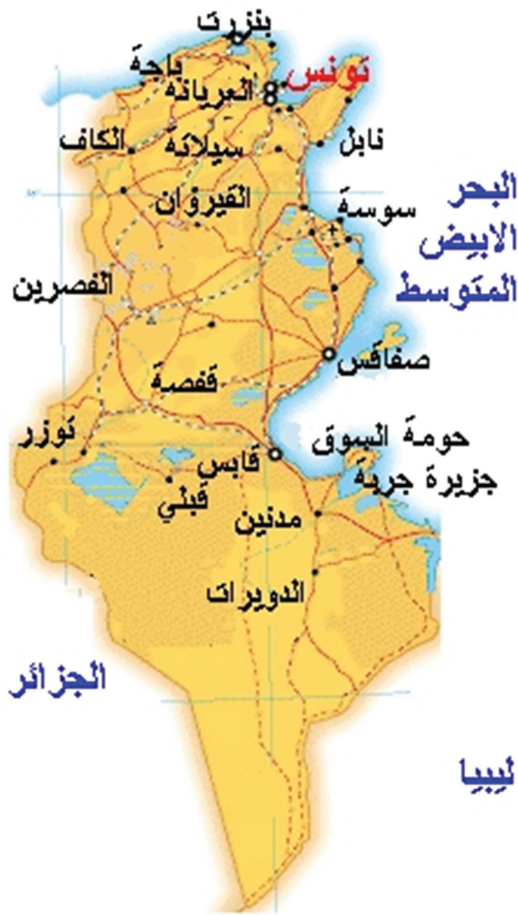 بنزرت
باجة
تونس
العريانة
الكاف
سيلانة
نابل
القيروان
سوسة
البحر
الابيض
المتوسط
القصرين
صفاقس
قفصة
توزر
قابس
حومة السوق
جزيرة جربة
قبلي
مدنين
الدويرات
الجزائر
ليبيا